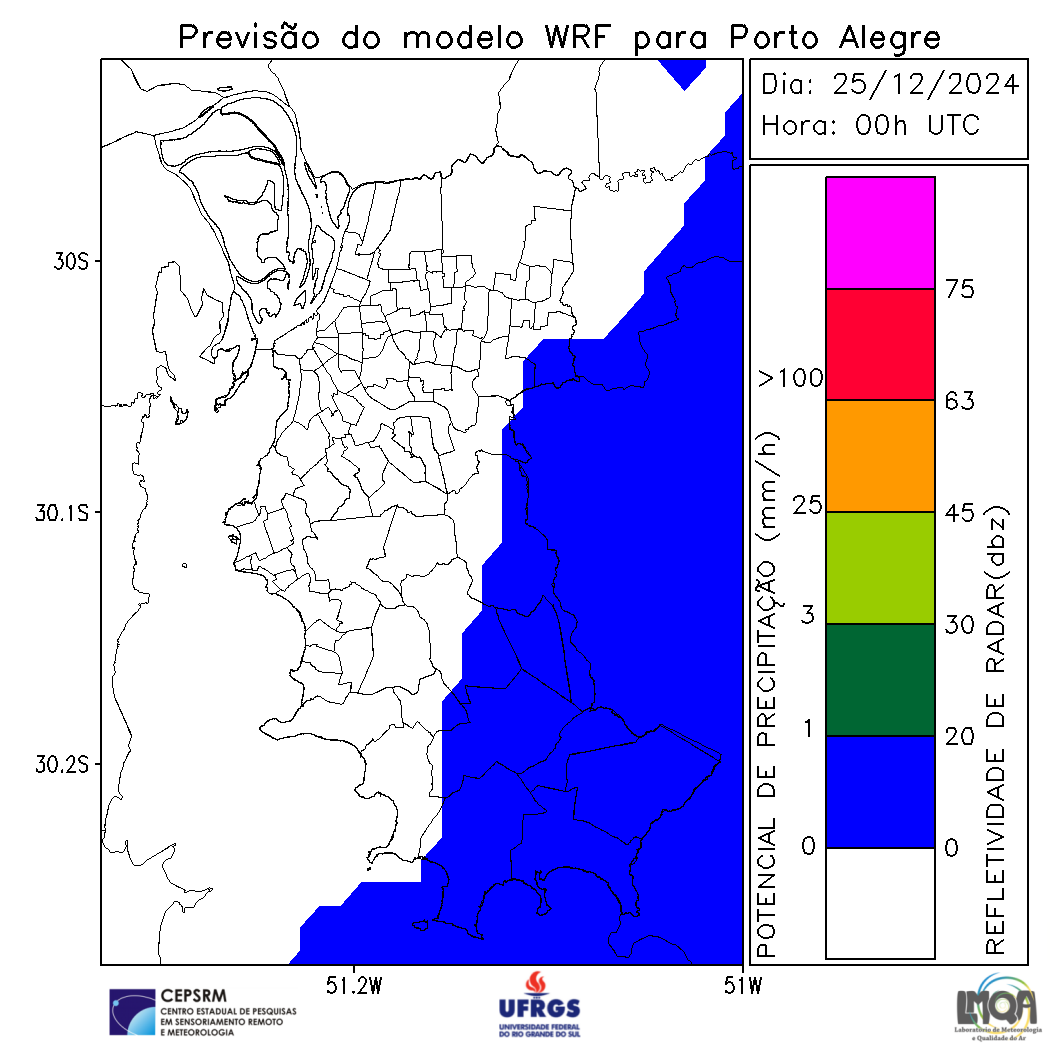 Previsão do modelo WRF para Porto Alegre
Dia: 25/12/2024
Hora: 00h UTC
30S
30.1S
30.2S
51.2W
51W
POTENCIAL DE PRECIPITAÇÃO (mm/h)
>100
25
3
1
0
75
63
45
30
20
0
REFLETIVIDADE DE RADAR(dbz)
CEPSRM
CENTRO ESTADUAL DE PESQUISAS
EM SENSORIAMENTO REMOTO
E METEOROLOGIA
UFRGS
UNIVERSIDADE FEDERAL
DO RIO GRANDE DO SUL
LMQA
Laboratório de Meteorologia
e Qualidade do Ar